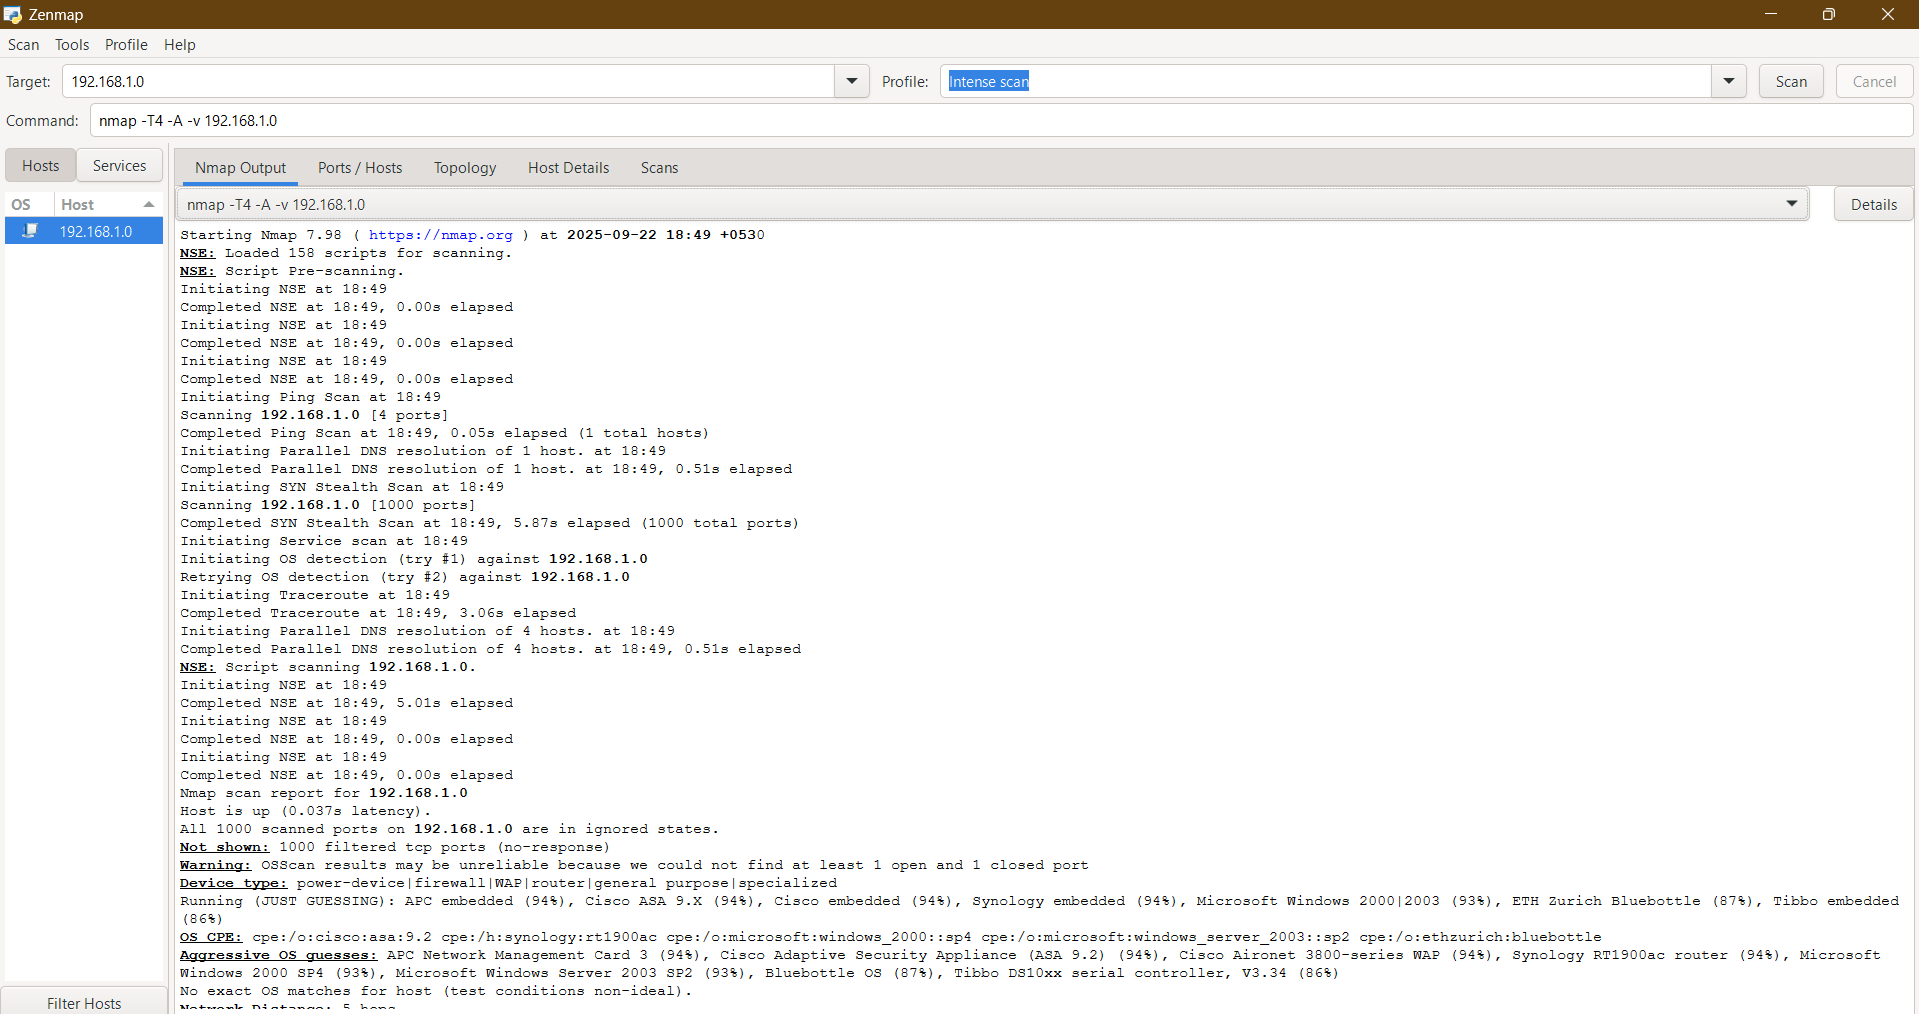 Zenmap
Scan Tools Profile Help
Target: 192.168.1.0 Profile: Intense scan Scan Cancel
Command: nmap -T4 -A -v 192.168.1.0
Hosts Services
Nmap Output Ports / Hosts Topology Host Details Scans
OS Host
nmap -T4 -A -v 192.168.1.0 Details
192.168.1.0
Starting Nmap 7.98 ( https://nmap.org ) at 2025-09-22 18:49 +0530
NSE: Loaded 158 scripts for scanning.
NSE: Script Pre-scanning.
Initiating NSE at 18:49
Completed NSE at 18:49, 0.00s elapsed
Initiating NSE at 18:49
Completed NSE at 18:49, 0.00s elapsed
Initiating NSE at 18:49
Completed NSE at 18:49, 0.00s elapsed
Initiating Ping Scan at 18:49
Scanning 192.168.1.0 [4 ports]
Completed Ping Scan at 18:49, 0.05s elapsed (1 total hosts)
Initiating Parallel DNS resolution of 1 host. at 18:49
Completed Parallel DNS resolution of 1 host. at 18:49, 0.51s elapsed
Initiating SYN Stealth Scan at 18:49
Scanning 192.168.1.0 [1000 ports]
Completed SYN Stealth Scan at 18:49, 5.87s elapsed (1000 total ports)
Initiating Service scan at 18:49
Initiating OS detection (try #1) against 192.168.1.0
Retrying OS detection (try #2) against 192.168.1.0
Initiating Traceroute at 18:49
Completed Traceroute at 18:49, 3.06s elapsed
Initiating Parallel DNS resolution of 4 hosts. at 18:49
Completed Parallel DNS resolution of 4 hosts. at 18:49, 0.51s elapsed
NSE: Script scanning 192.168.1.0.
Initiating NSE at 18:49
Completed NSE at 18:49, 5.01s elapsed
Initiating NSE at 18:49
Completed NSE at 18:49, 0.00s elapsed
Initiating NSE at 18:49
Completed NSE at 18:49, 0.00s elapsed
Nmap scan report for 192.168.1.0
Host is up (0.037s latency).
All 1000 scanned ports on 192.168.1.0 are in ignored states.
Not shown: 1000 filtered tcp ports (no-response)
Warning: OSScan results may be unreliable because we could not find at least 1 open and 1 closed port
Device type: power-device|firewall|WAP|router|general purpose|specialized
Running (JUST GUESSING): APC embedded (94%), Cisco ASA 9.X (94%), Cisco embedded (94%), Synology embedded (94%), Microsoft Windows 2000|2003 (93%), ETH Zurich Bluebottle (87%), Tibbo embedded
(86%)
OS CPE: cpe:/o:cisco:asa:9.2 cpe:/h:synology:rt1900ac cpe:/o:microsoft:windows_2000::sp4 cpe:/o:microsoft:windows_server_2003::sp2 cpe:/o:ethzurich:bluebottle
Aggressive OS guesses: APC Network Management Card 3 (94%), Cisco Adaptive Security Appliance (ASA 9.2) (94%), Cisco Aironet 3800-series WAP (94%), Synology RT1900ac router (94%), Microsoft
Windows 2000 SP4 (93%), Microsoft Windows Server 2003 SP2 (93%), Bluebottle OS (87%), Tibbo DS10xx serial controller, V3.34 (86%)
No exact OS matches for host (test conditions non-ideal).
Network Distance: 5 hops
Filter Hosts